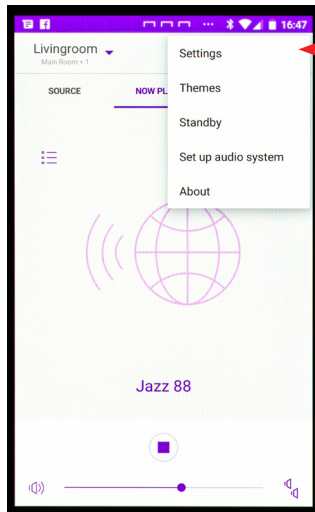 16:47
Livingroom
Main Room + 1
Settings
SOURCE
NOW PL
Themes
Standby
Set up audio system
About
Jazz 88